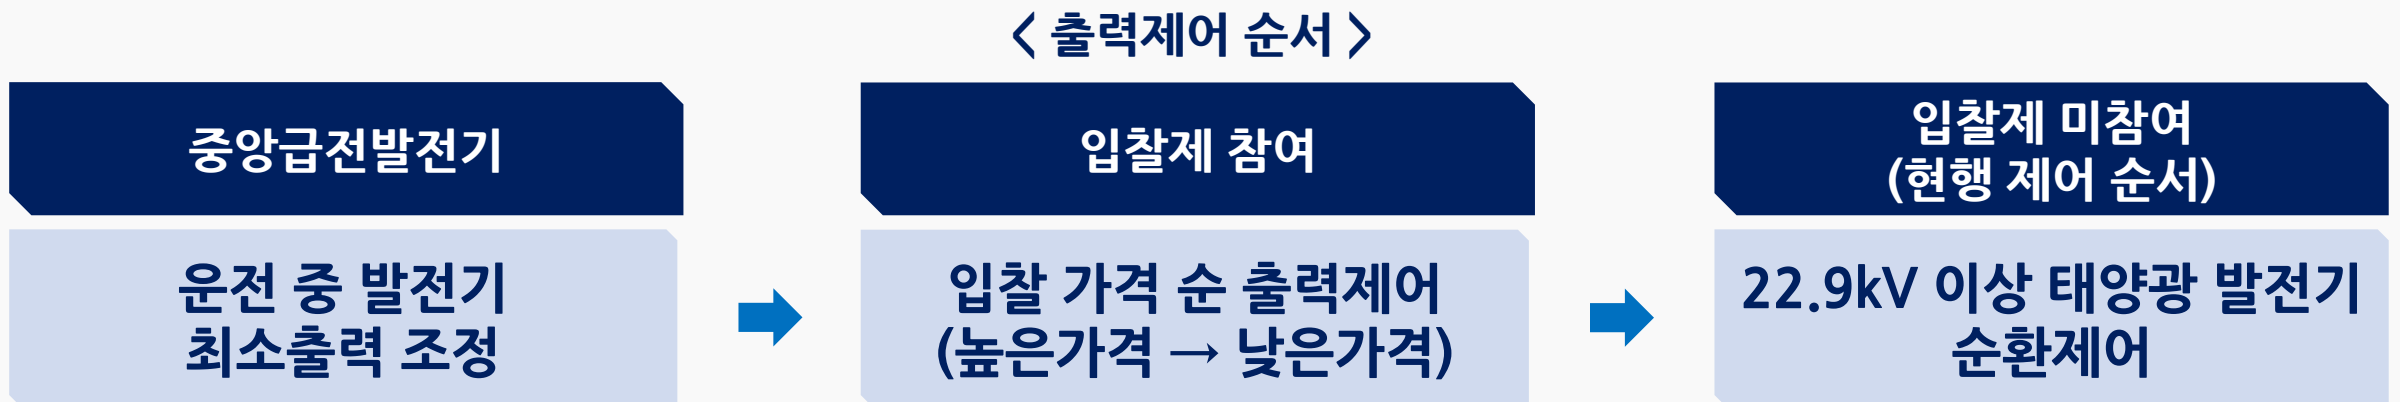 < 출력제어 순서 >
중앙급전발전기
운전 중 발전기
최소출력 조정
입찰제 참여
입찰 가격 순 출력제어
(높은가격 → 낮은가격)
입찰제 미참여
(현행 제어 순서)
22.9kV 이상 태양광 발전기
순환제어